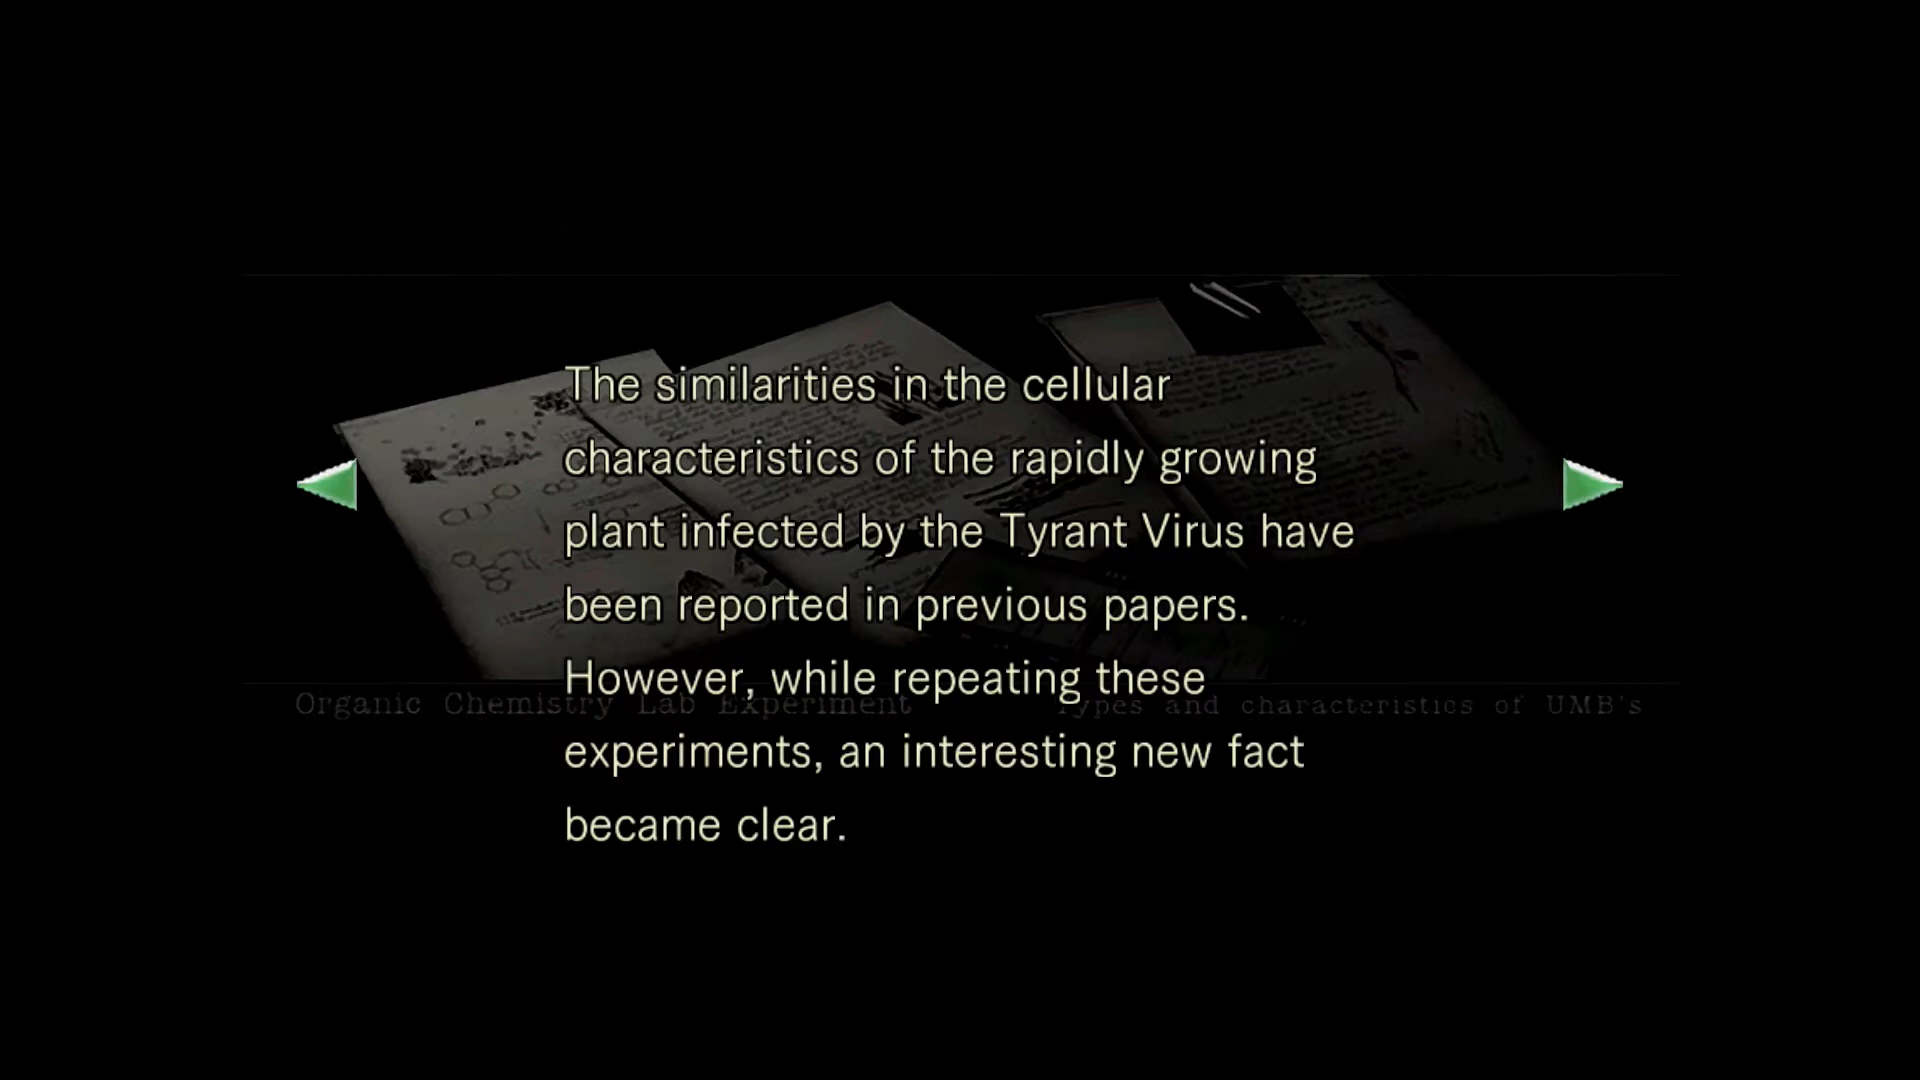 The similarities in the cellular
characteristics of the rapidly growing
plant infected by the Tyrant Virus have
been reported in previous papers.
However, while repeating these
experiments, an interesting new fact
became clear.
Organic Chemistry Lab Experiment
Types and characteristics of UMB's